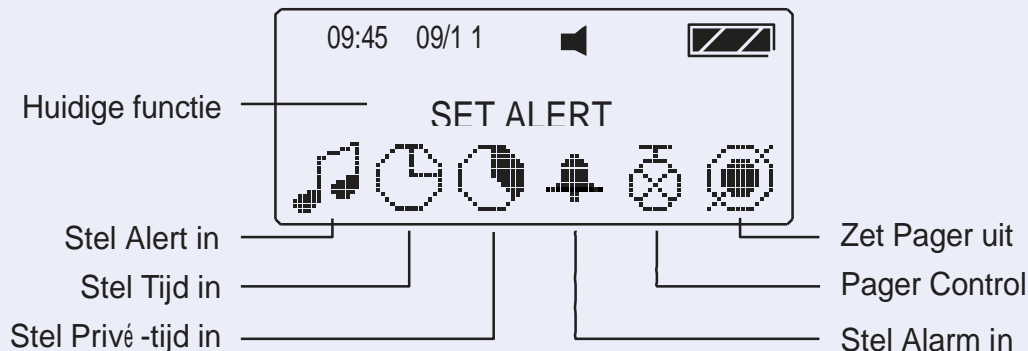 09:45 09/1 1
Huidige functie
SET ALERT
Stel Alert in
Stel Tijd in
Stel Privé -tijd in
Zet Pager uit
Pager Control
Stel Alarm in